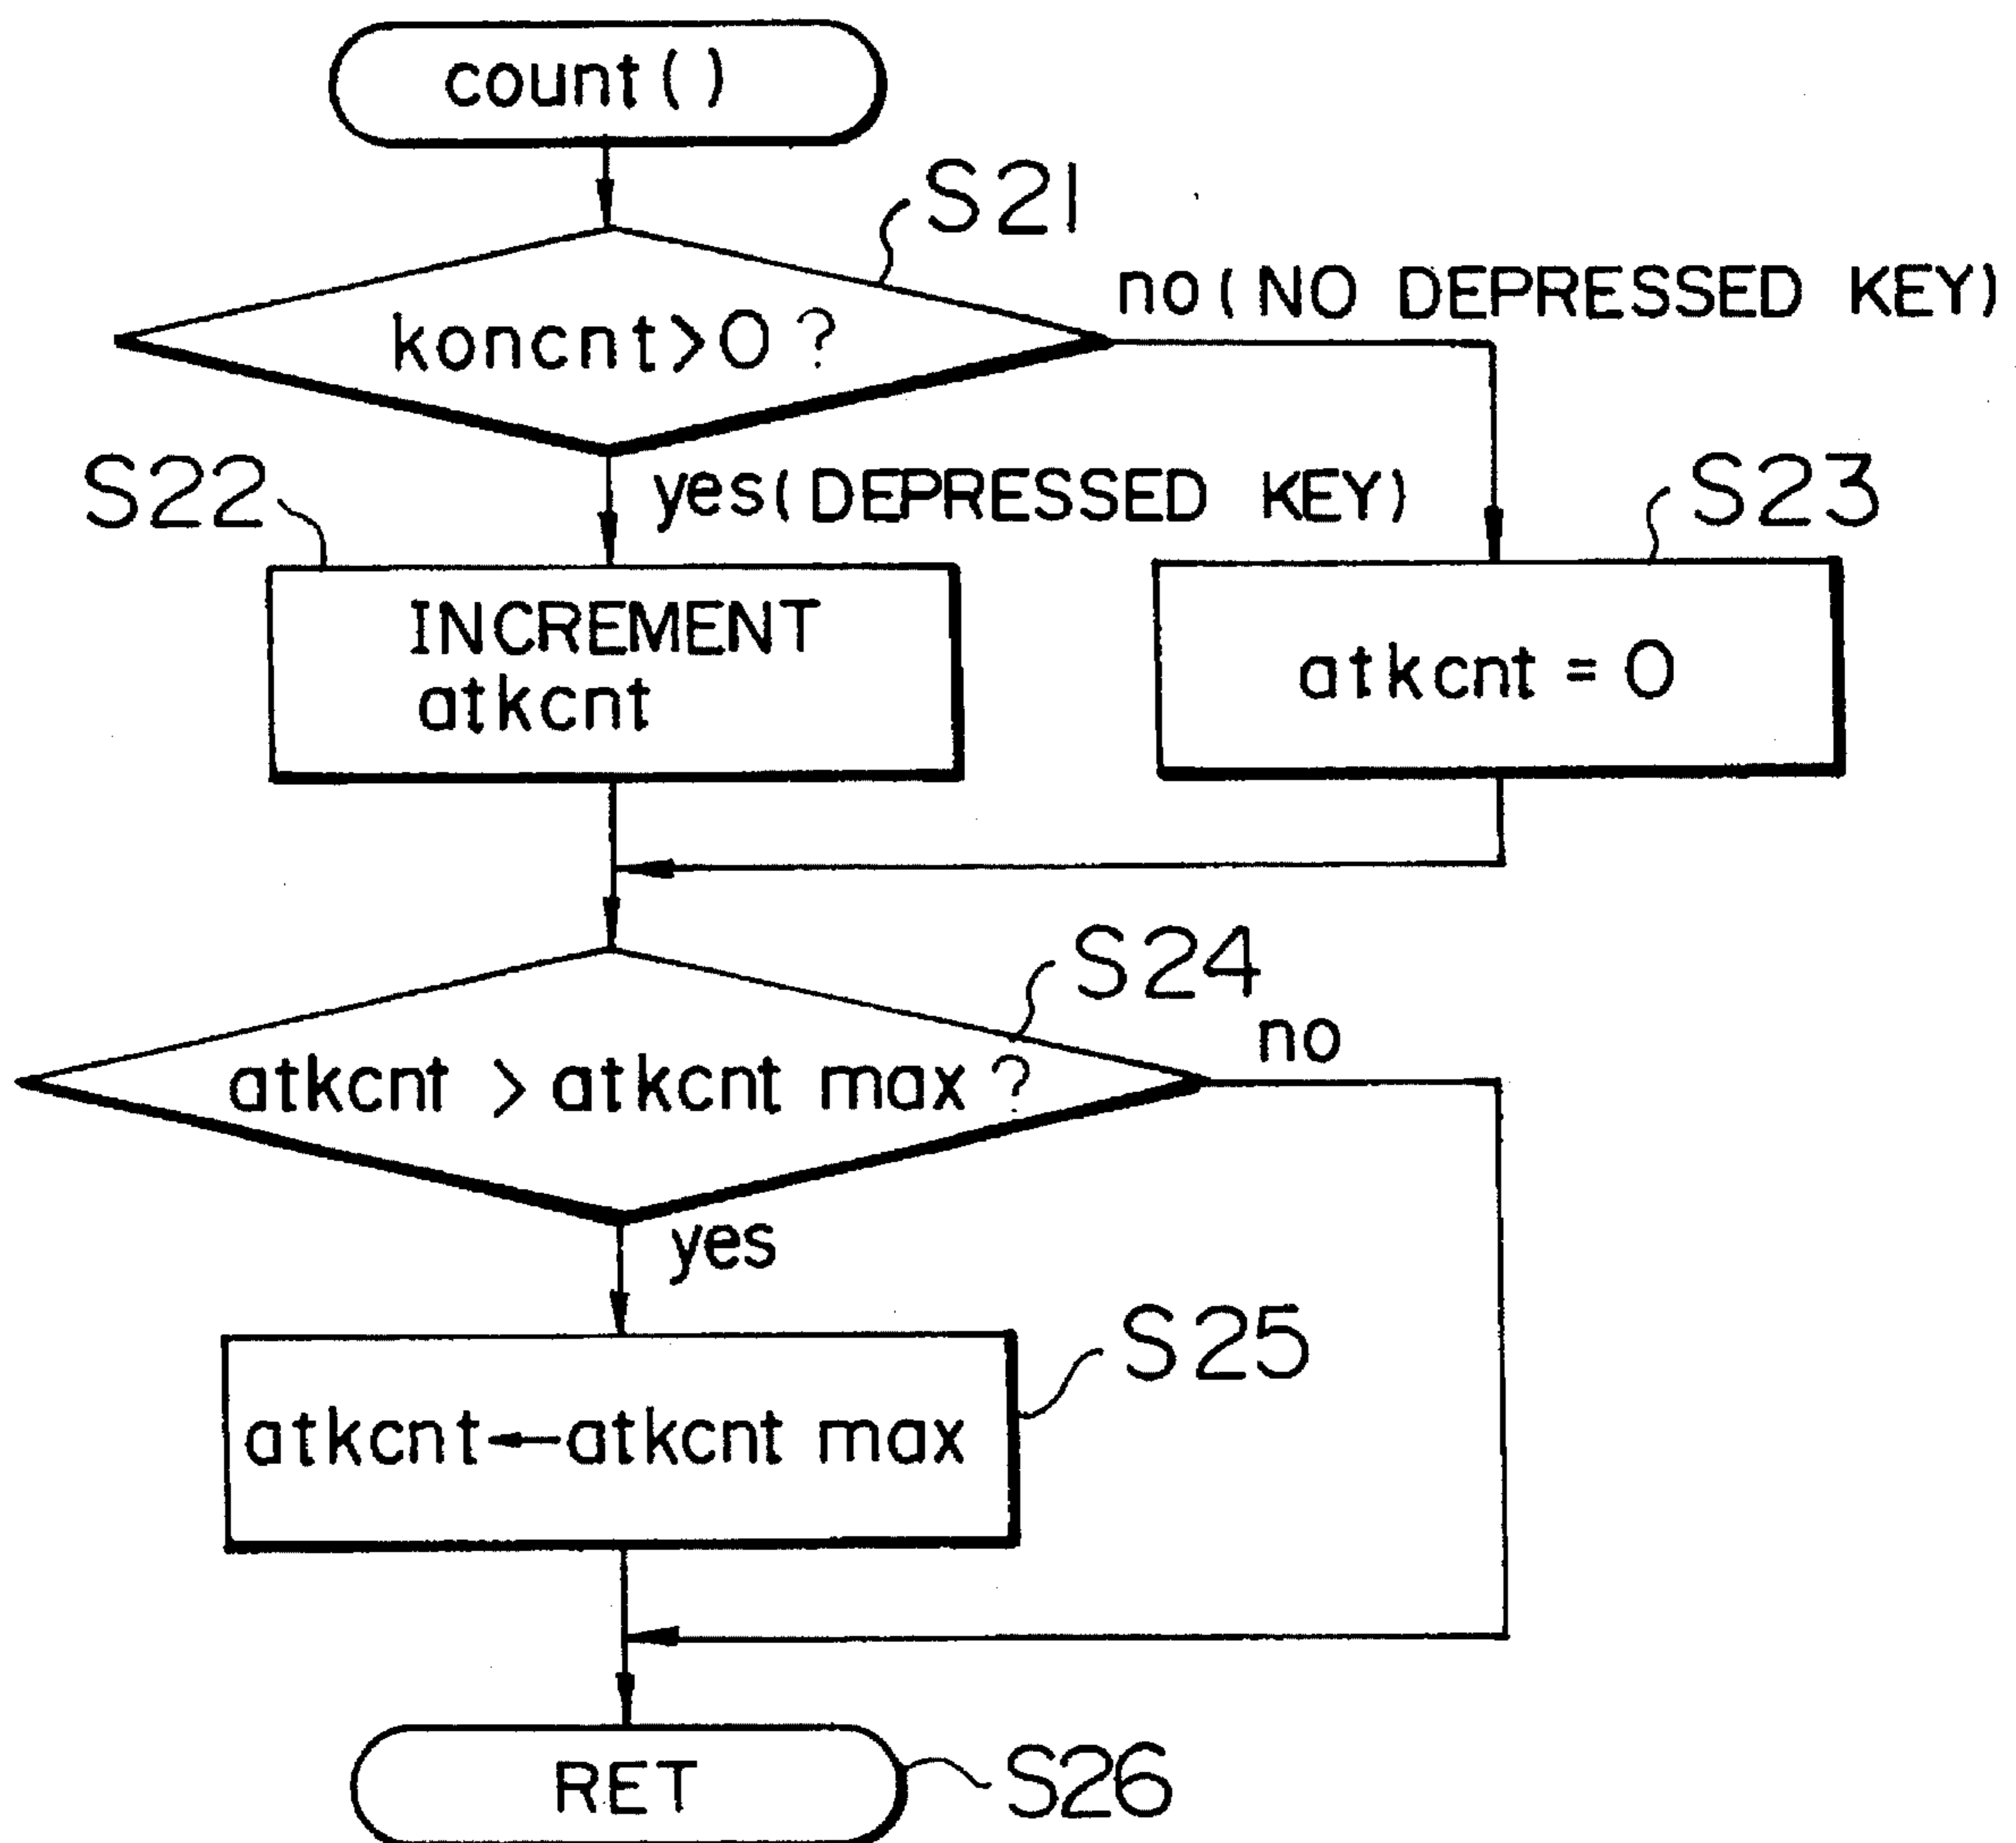 count()
S21
koncnt>0?
no(NO DEPRESSED KEY)
yes(DEPRESSED KEY)
S22
INCREMENT
atkcnt
S23
atkcnt = 0
S24
atkcnt > atkcnt max?
no
yes
S25
atkcnt←atkcnt max
RET
S26